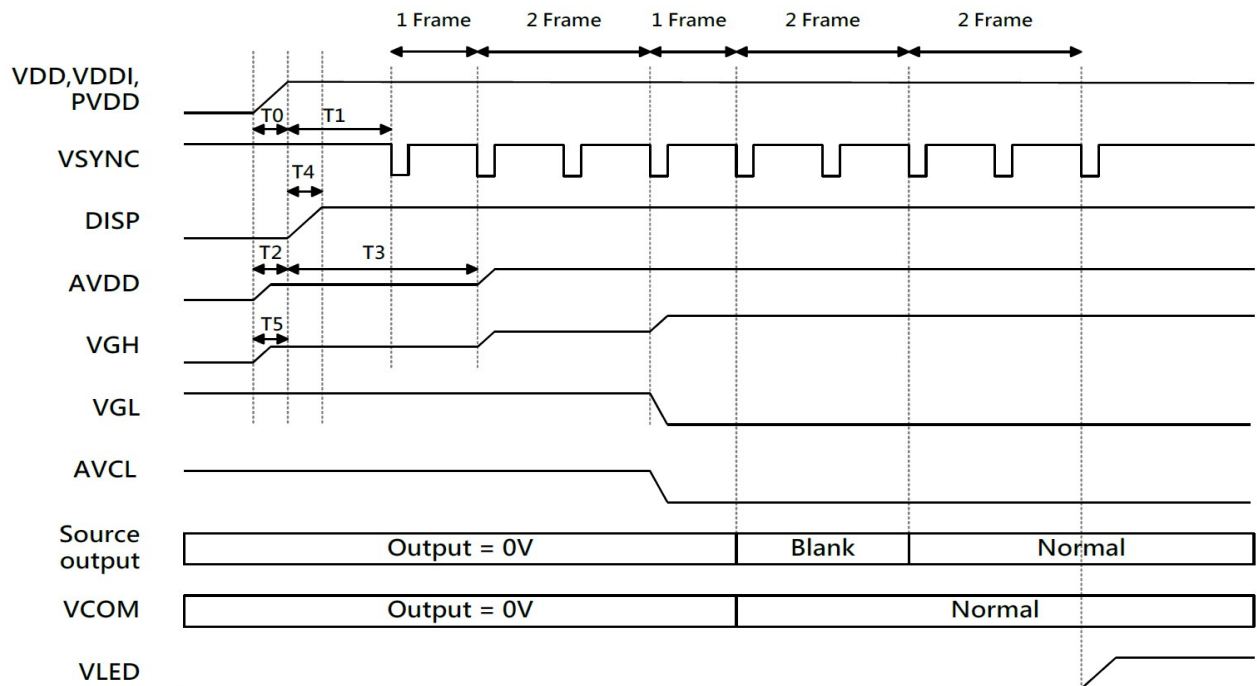 1 Frame 2 Frame 1 Frame 2 Frame 2 Frame
VDD,VDDI,
PVDD
T0 T1
VSYNC
T4
DISP
T2 T3
AVDD
T5
VGH
VGL
AVCL
Source
output
Output = 0V Blank Normal
VCOM Output = 0V Normal
VLED